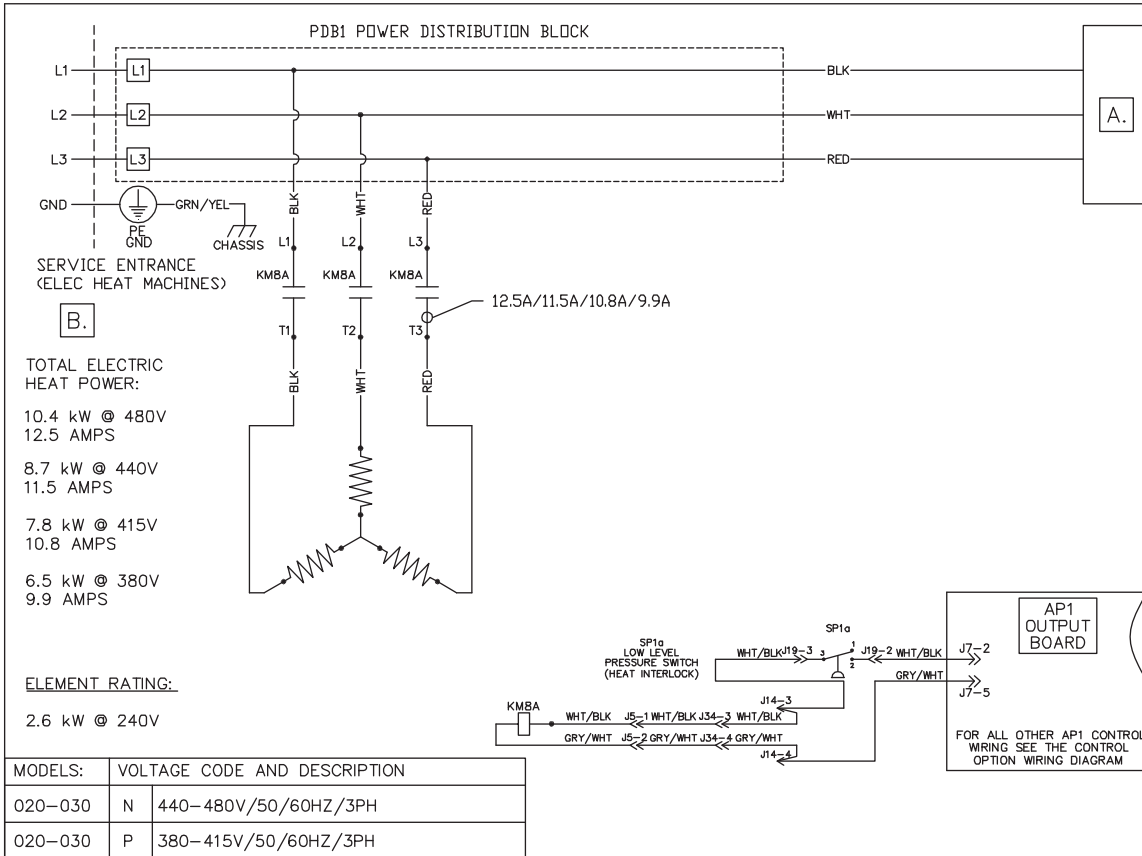 PDB1 POWER DISTRIBUTION BLOCK
L1 L1 BLK
L2 L2 WHT
A.
L3 L3 RED
GND GRN/YEL
PE
GND
CHASSIS
BLK WHT RED
L1 L2 L3
SERVICE ENTRANCE
(ELEC HEAT MACHINES)
KM8A KM8A KM8A
12.5A/11.5A/10.8A/9.9A
B.
T1 T2 T3
BLK WHT RED
TOTAL ELECTRIC
HEAT POWER:
10.4 kW @ 480V
12.5 AMPS
8.7 kW @ 440V
11.5 AMPS
7.8 kW @ 415V
10.8 AMPS
6.5 kW @ 380V
9.9 AMPS
ELEMENT RATING:
2.6 kW @ 240V
AP1
OUTPUT
BOARD
SP1a
SP1a
LOW LEVEL
PRESSURE SWITCH
(HEAT INTERLOCK)
WHT/BLK J19-3 3 1 2 J19-2 WHT/BLK J7-2
GRY/WHT J7-5
J14-3
KM8A
WHT/BLK J5-1 WHT/BLK J34-3 WHT/BLK
GRY/WHT J5-2 GRY/WHT J34-4 GRY/WHT
J14-4
FOR ALL OTHER AP1 CONTROL
WIRING SEE THE CONTROL
OPTION WIRING DIAGRAM
MODELS: VOLTAGE CODE AND DESCRIPTION
020-030 N 440-480V/50/60HZ/3PH
020-030 P 380-415V/50/60HZ/3PH